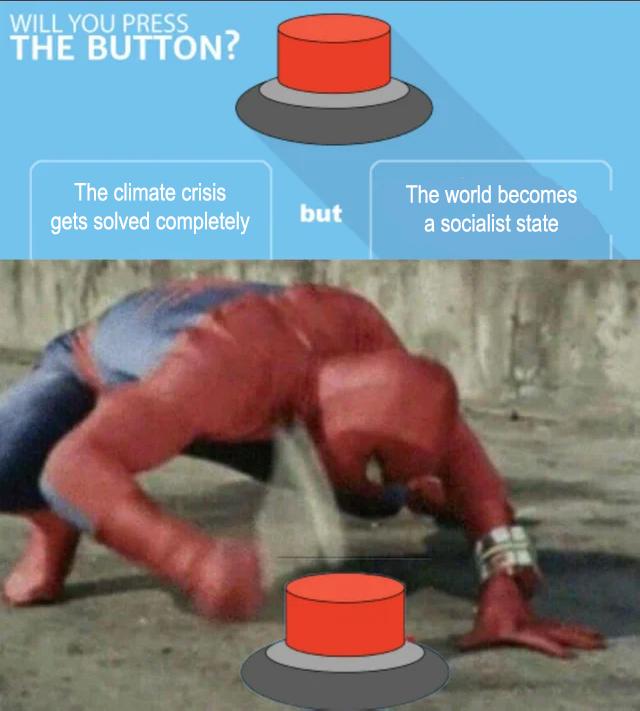 WILL YOU PRESS
THE BUTTON?
The climate crisis
gets solved completely
but
The world becomes
a socialist state